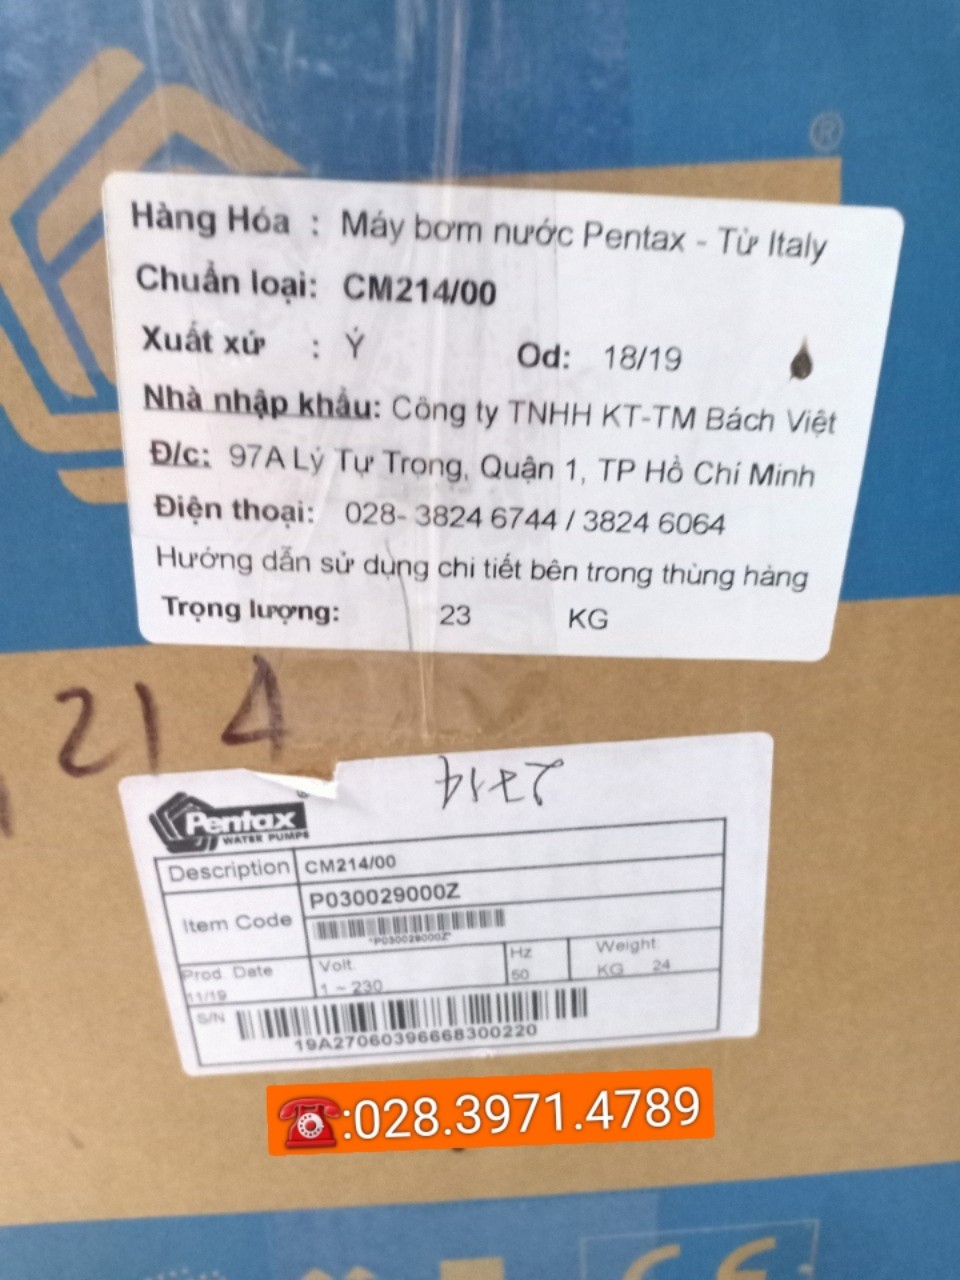 ®
Hàng Hóa : Máy bơm nước Pentax - Từ Italy
Chuẩn loại: CM214/00
Xuất xứ : Ý Od: 18/19
Nhà nhập khẩu: Công ty TNHH KT-TM Bách Việt
Đ/c: 97A Lý Tự Trọng, Quận 1, TP Hồ Chí Minh
Điện thoại: 028- 3824 6744 / 3824 6064
Hướng dẫn sử dụng chi tiết bên trong thùng hàng
Trọng lượng: 23 KG
214
Pentax
WATER PUMPS
Description CM214/00
Item Code P030029000Z
*P030029000Z*
Prod. Date 11/19
Volt. 1 ~ 230
Hz 50
Weight KG 24
S/N
19A27060396668300220
☎:028.3971.4789
CE